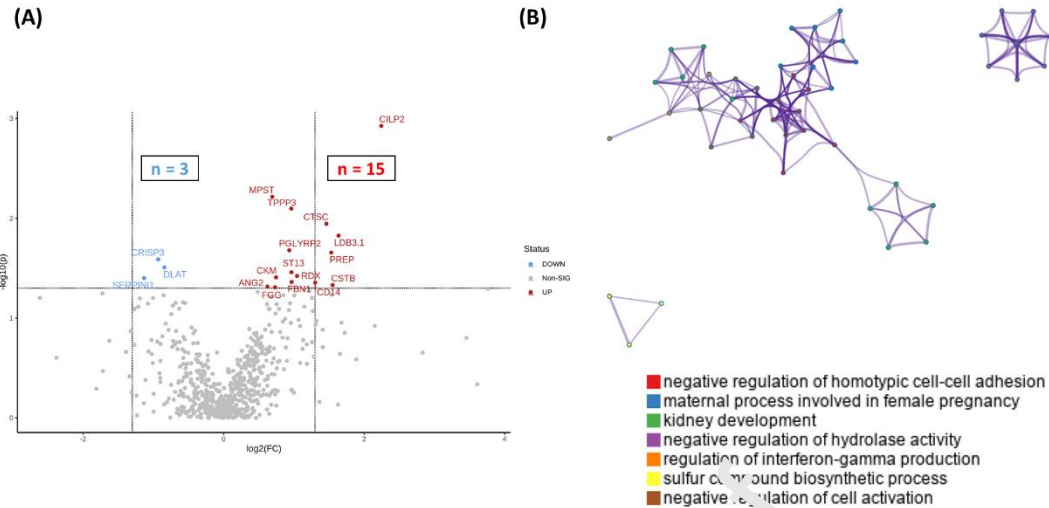 (A)
(B)
3
2
1
0
-log10(p)
-2
0
2
4
log2(FC)
n = 3
n = 15
CILP2
MPST
TPPP3
CTSC
LDB3.1
PGLYRP2
PREP
ST13
CKM
RDX
CSTB
ANG2
FBN1
CD14
FGG
CRISP3
DLAT
SERPINI1
Status
DOWN
Non-SIG
UP
negative regulation of homotypic cell-cell adhesion
maternal process involved in female pregnancy
kidney development
negative regulation of hydrolase activity
regulation of interferon-gamma production
sulfur compound biosynthetic process
negative regulation of cell activation